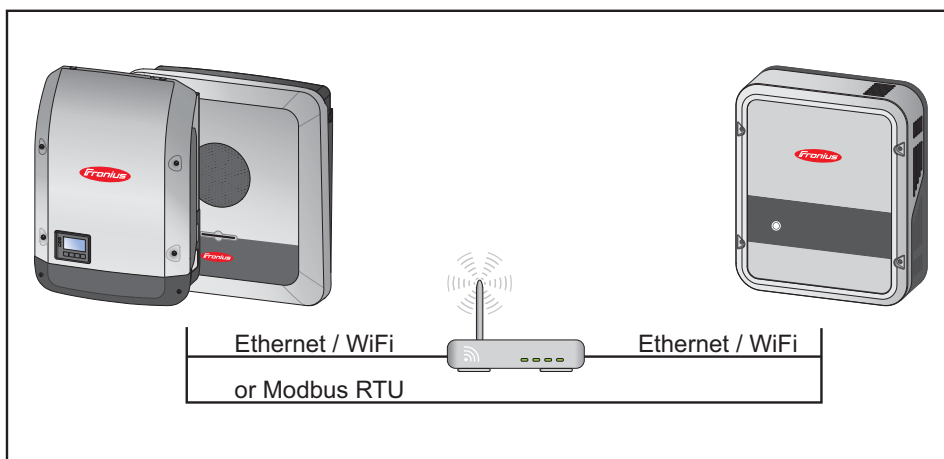 Fronius
Fronius
Fronius
Ethernet / WiFi
Ethernet / WiFi
or Modbus RTU